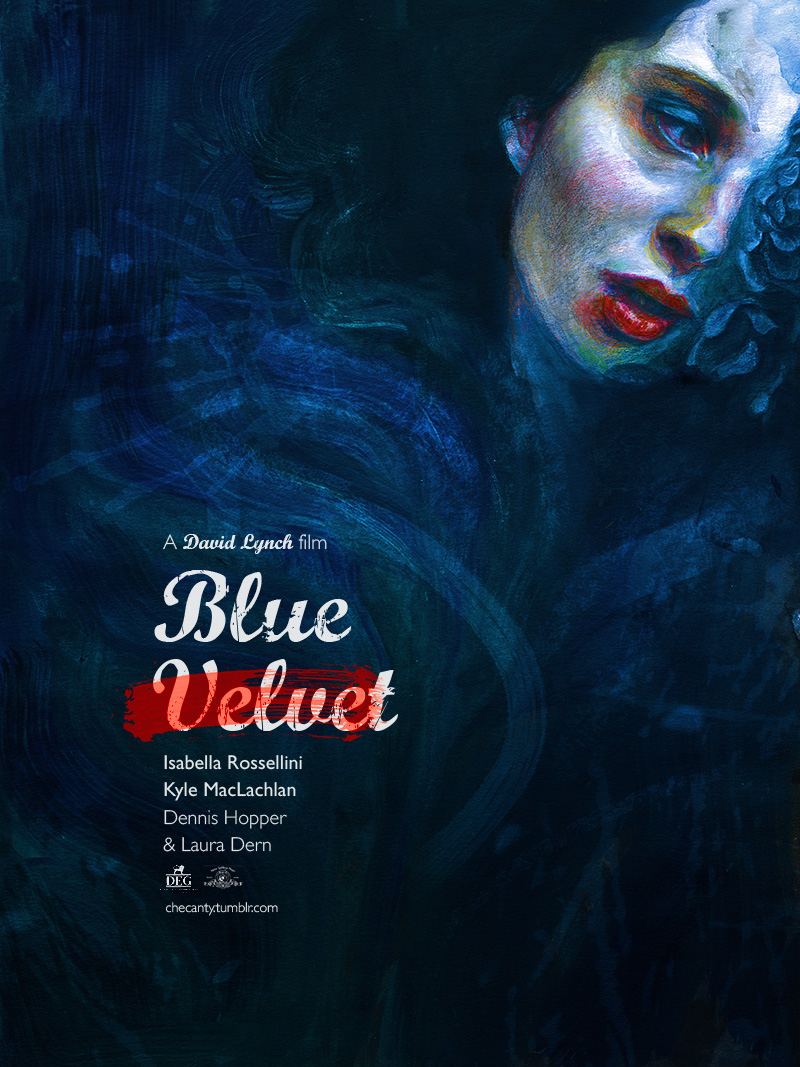 A David Lynch film
Blue
Velvet
Isabella Rossellini
Kyle MacLachlan
Dennis Hopper
& Laura Dern
DEG
checanty.tumblr.com